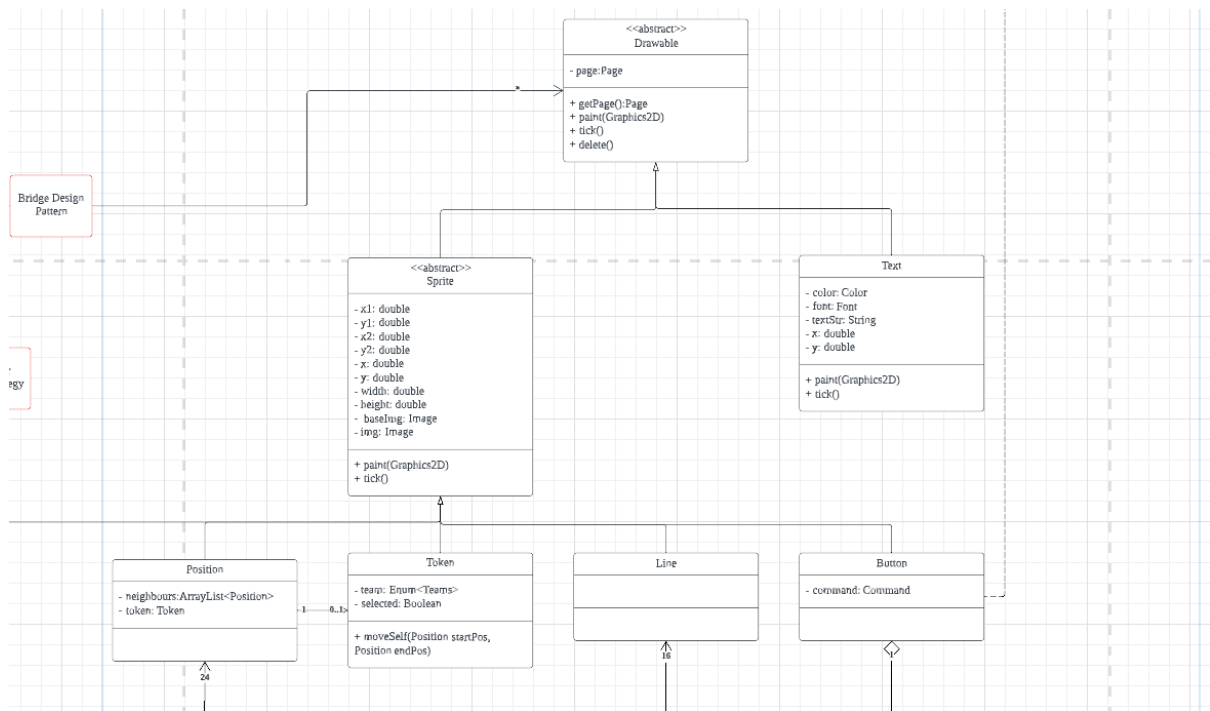 <<abstract>>
Drawable
- page:Page
*
+ getPage():Page
+ paint(Graphics2D)
+ tick()
+ delete()
Bridge Design
Pattern
<<abstract>>
Sprite
- x1: double
- y1: double
- x2: double
- y2: double
- x: double
- y: double
- width: double
- height: double
- baseImg: Image
- img: Image
+ paint(Graphics2D)
+ tick()
Text
- color: Color
- font: Font
- textStr: String
- x: double
- y: double
+ paint(Graphics2D)
+ tick()
egy
Position
- neighbours:ArrayList<Position>
- token: Token
1
0..1
24
Token
- team: Enum<Teams>
- selected: Boolean
+ moveSelf(Position startPos,
Position endPos)
Line
16
Button
- command: Command
1